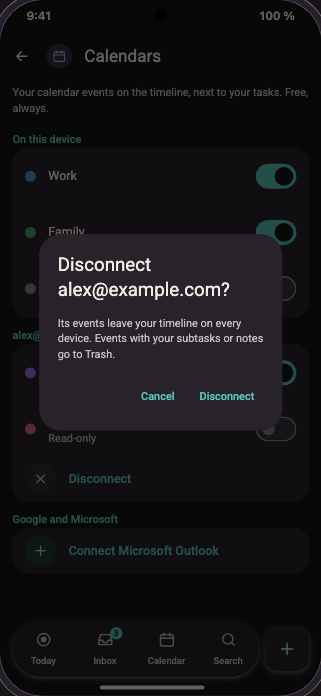 9:41
100 %
Calendars
Your calendar events on the timeline, next to your tasks. Free,
always.
On this device
Work
Family
alex@
Disconnect
alex@example.com?
Its events leave your timeline on every
device. Events with your subtasks or notes
go to Trash.
Cancel
Disconnect
Read-only
Disconnect
Google and Microsoft
Connect Microsoft Outlook
3
Today
Inbox
Calendar
Search